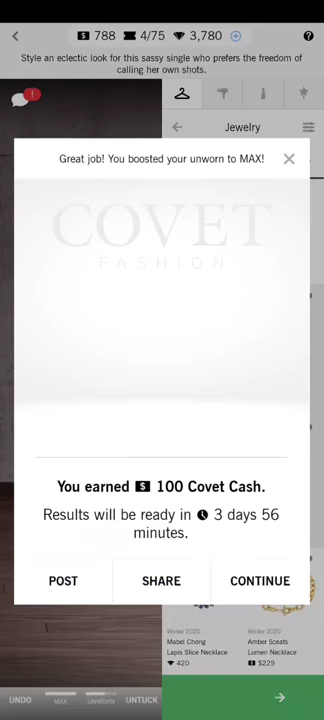 788 4/75 3,780
Style an eclectic look for this sassy single who prefers the freedom of
calling her own shots.
!
Jewelry
Great job! You boosted your unworn to MAX!
COVET
FASHION
You earned $ 100 Covet Cash.
Results will be ready in 3 days 56
minutes.
POST SHARE CONTINUE
Winter 2020 Winter 2020
Mabel Chong Amber Sceats
Lapis Slice Necklace Lumen Necklace
420 $229
UNDO MAX UNWORN UNTUCK